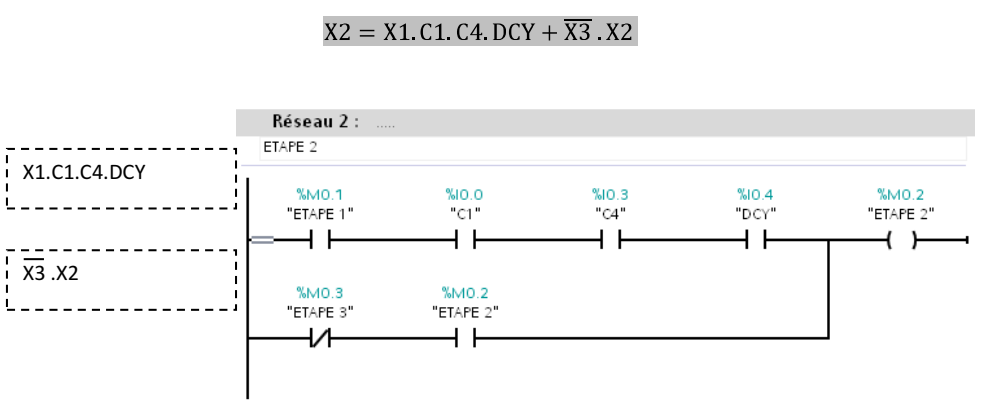 X2 = X1.C1.C4.DCY + X̅3̅ .X2
Réseau 2 : .....
ETAPE 2
X1.C1.C4.DCY
%M0.1 %I0.0 %I0.3 %I0.4 %M0.2
"ETAPE 1" "C1" "C4" "DCY" "ETAPE 2"
X̅3̅ .X2
%M0.3 %M0.2
"ETAPE 3" "ETAPE 2"